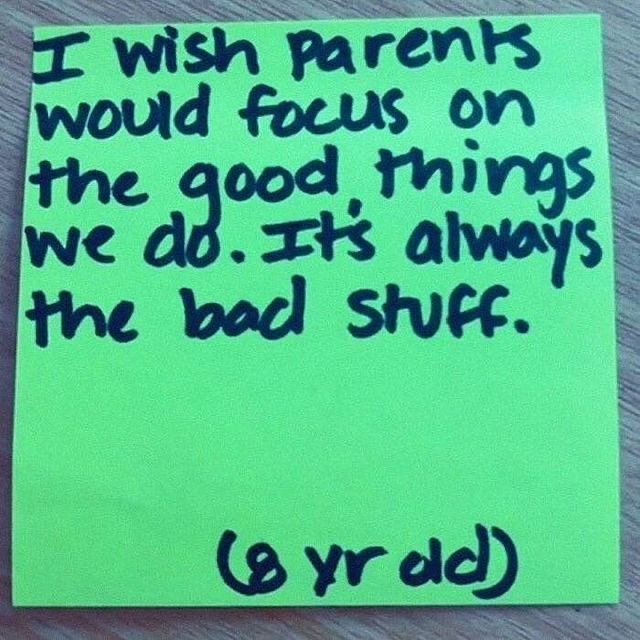 I wish parents
would focus on
the good things
we do. It's always
the bad stuff.
(8 yr old)